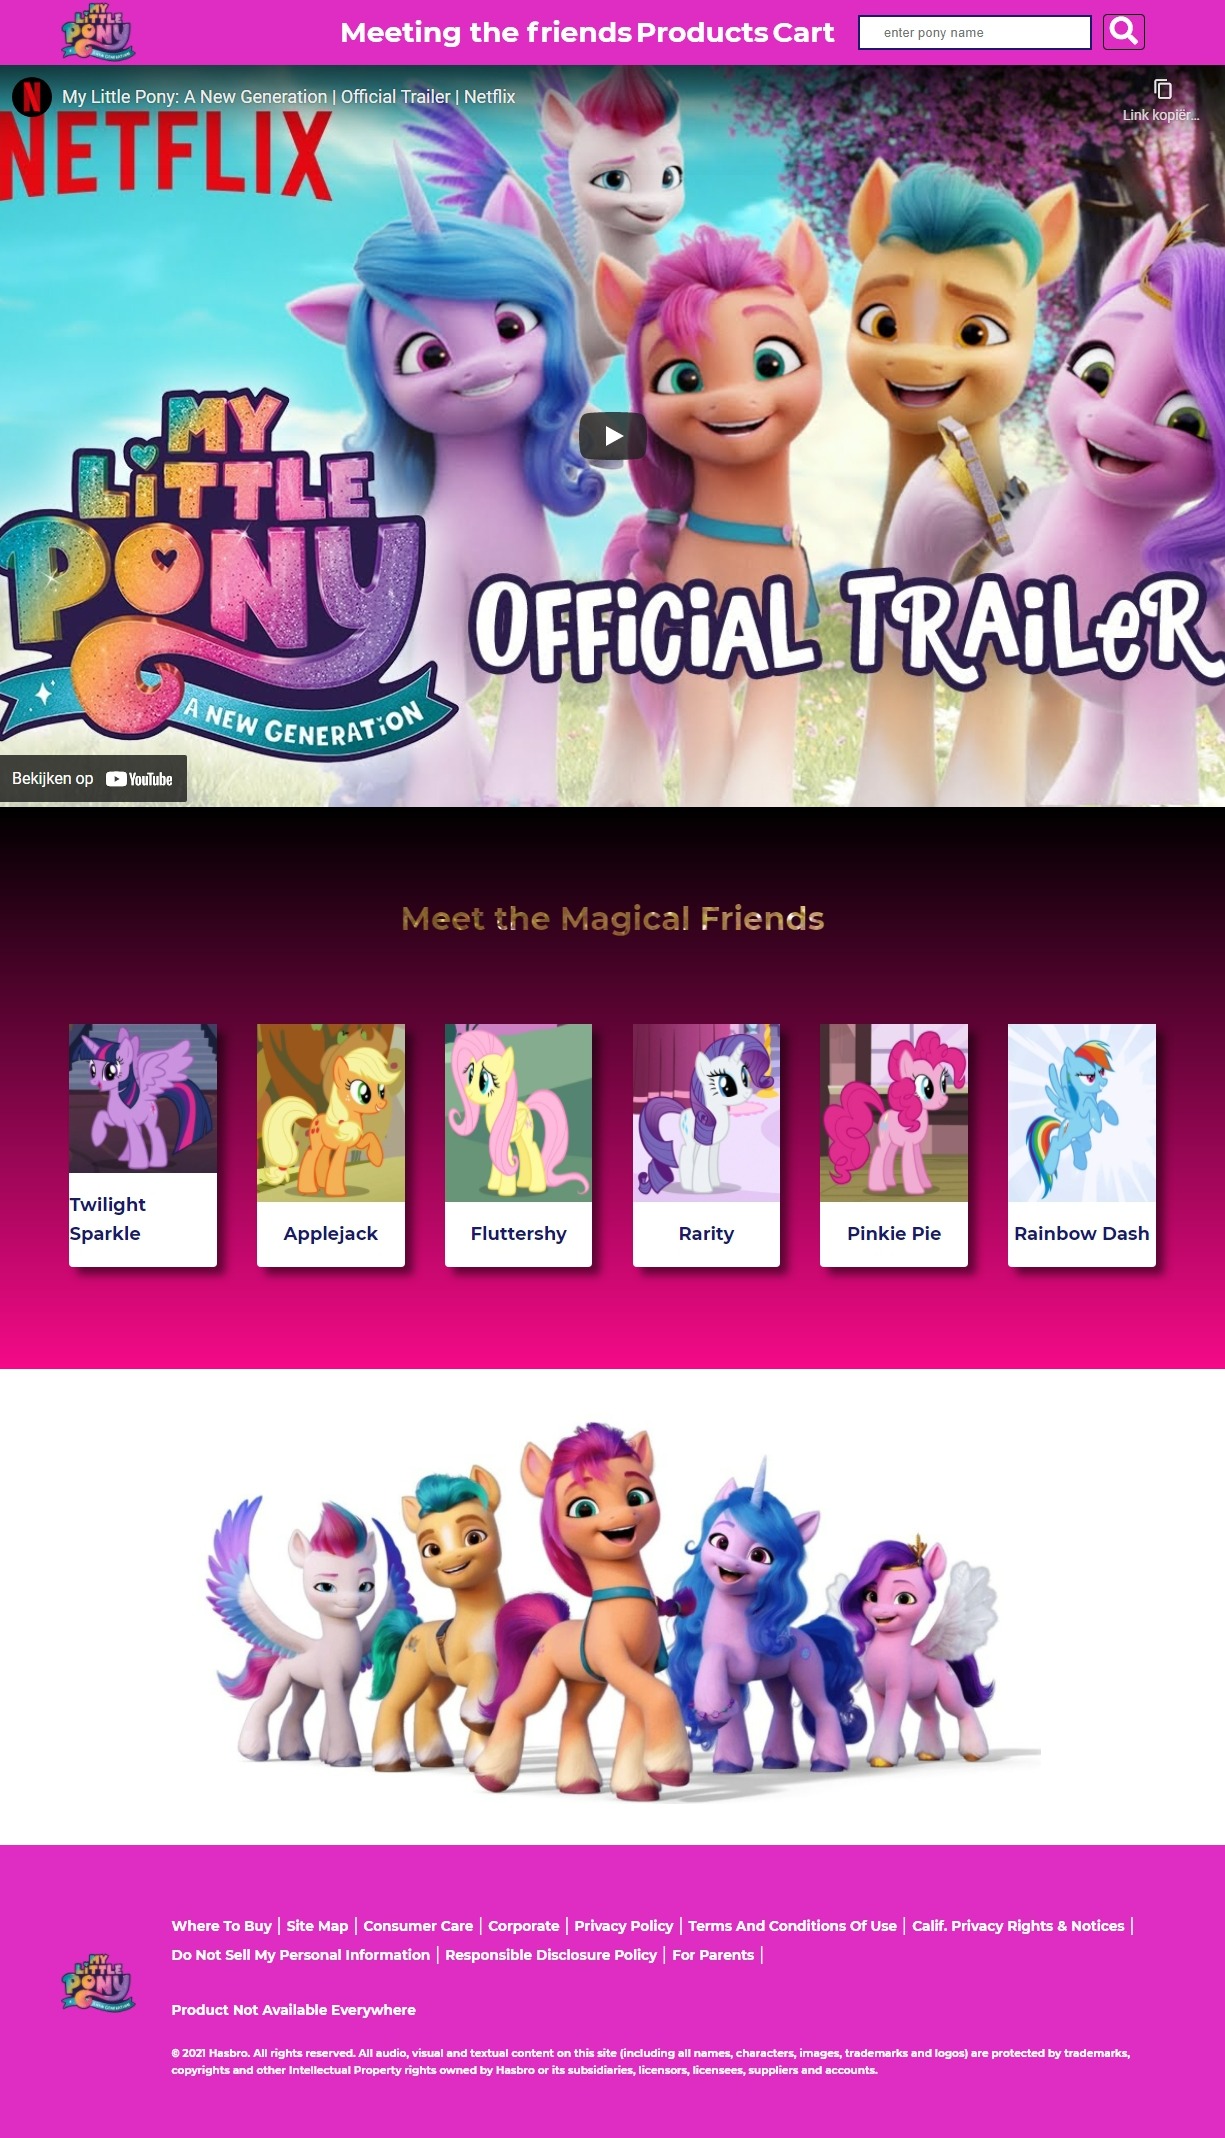 MY
LITTLE
PONY
A NEW GENERATION
Meeting the friends Products Cart
enter pony name
N My Little Pony: A New Generation | Official Trailer | Netflix
Link kopiër...
NETFLIX
MY
LiTTLE
PONY
A NEW GENERATiON
OFFiCiAL TRAiLeR
Bekijken op YouTube
Meet the Magical Friends
Twilight
Sparkle
Applejack
Fluttershy
Rarity
Pinkie Pie
Rainbow Dash
Where To Buy | Site Map | Consumer Care | Corporate | Privacy Policy | Terms And Conditions Of Use | Calif. Privacy Rights & Notices |
Do Not Sell My Personal Information | Responsible Disclosure Policy | For Parents |
MY
LITTLE
PONY
A NEW GENERATION
Product Not Available Everywhere
© 2021 Hasbro. All rights reserved. All audio, visual and textual content on this site (including all names, characters, images, trademarks and logos) are protected by trademarks,
copyrights and other Intellectual Property rights owned by Hasbro or its subsidiaries, licensors, licensees, suppliers and accounts.